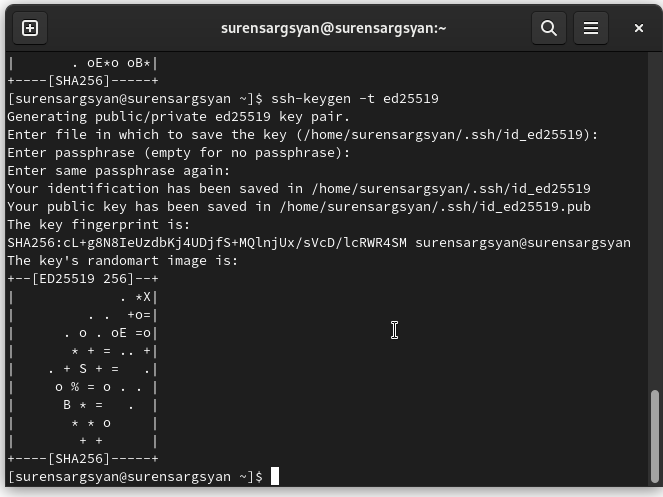 surensargsyan@surensargsyan:~
|       . oE*o oB*|
+----[SHA256]-----+
[surensargsyan@surensargsyan ~]$ ssh-keygen -t ed25519
Generating public/private ed25519 key pair.
Enter file in which to save the key (/home/surensargsyan/.ssh/id_ed25519):
Enter passphrase (empty for no passphrase):
Enter same passphrase again:
Your identification has been saved in /home/surensargsyan/.ssh/id_ed25519
Your public key has been saved in /home/surensargsyan/.ssh/id_ed25519.pub
The key fingerprint is:
SHA256:cL+g8N8IeUzdbKj4UDjfS+MQlnjUx/sVcD/lcRWR4SM surensargsyan@surensargsyan
The key's randomart image is:
+--[ED25519 256]--+
|             . *X|
|         . .  +o=|
|      . o . oE =o|
|       * + = .. +|
|    . + S + =   .|
|     o % = o . . |
|      B * =   .  |
|       * * o     |
|        + +      |
+----[SHA256]-----+
[surensargsyan@surensargsyan ~]$